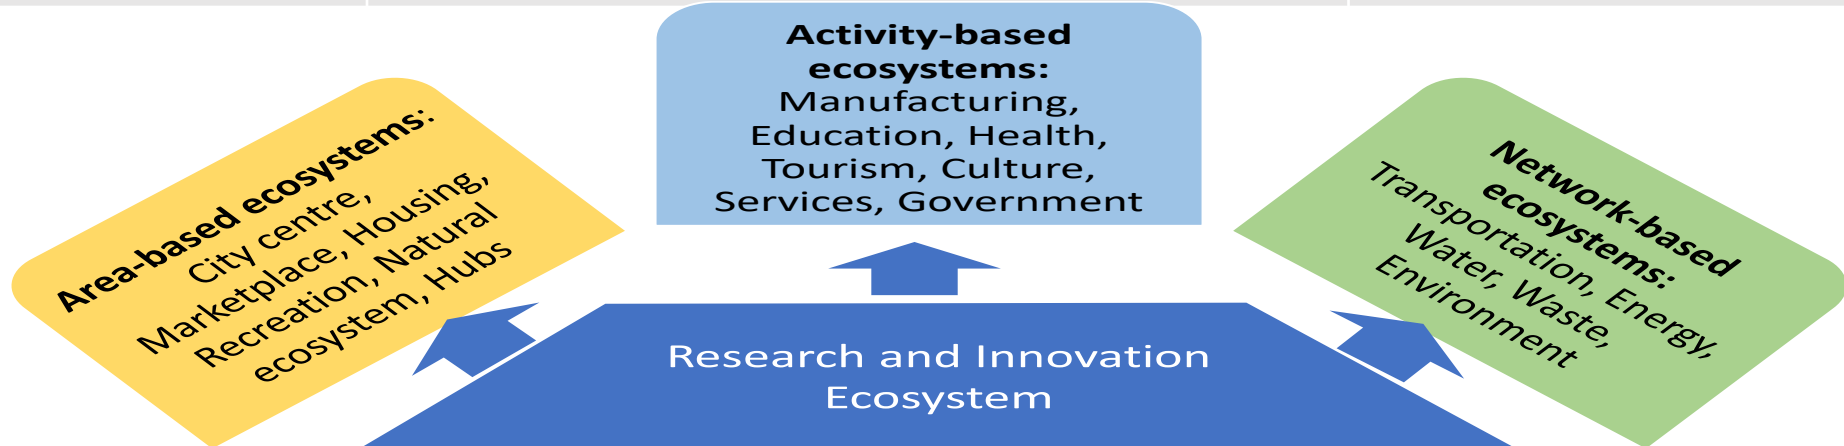 Activity-based
ecosystems:
Manufacturing,
Education, Health,
Tourism, Culture,
Services, Government
Area-based ecosystems:
City centre,
Marketplace, Housing,
Recreation, Natural
ecosystem, Hubs
Network-based
ecosystems:
Transportation, Energy,
Water, Waste,
Environment
Research and Innovation
Ecosystem